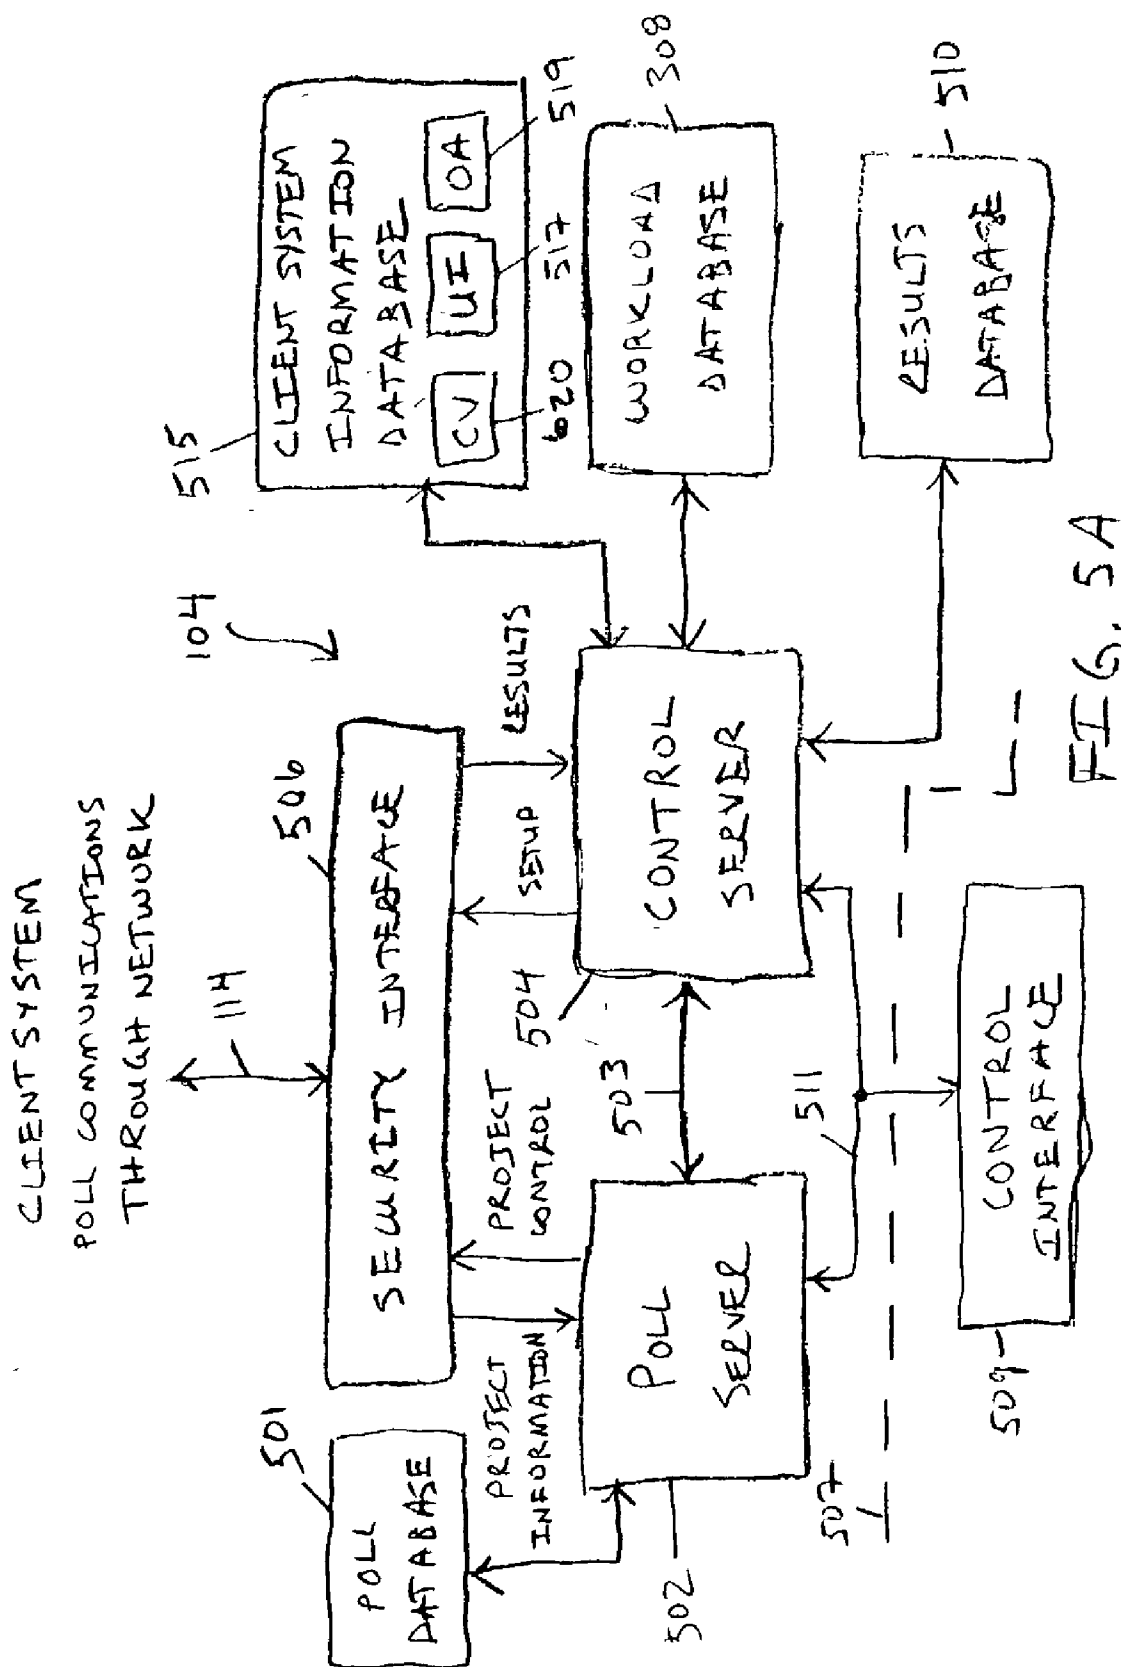 CLIENT SYSTEM
POLL COMMUNICATIONS
THROUGH NETWORK
114
104
501
506
515
POLL
DATABASE
SECURITY INTERFACE
CLIENT SYSTEM
INFORMATION
DATABASE
CV
UI
OA
620
517
519
PROJECT
INFORMATION
PROJECT
CONTROL
SETUP
RESULTS
504
503
POLL
SERVER
CONTROL
SERVER
WORKLOAD
DATABASE
308
502
511
507
RESULTS
DATABASE
510
509
CONTROL
INTERFACE
FIG. 5A